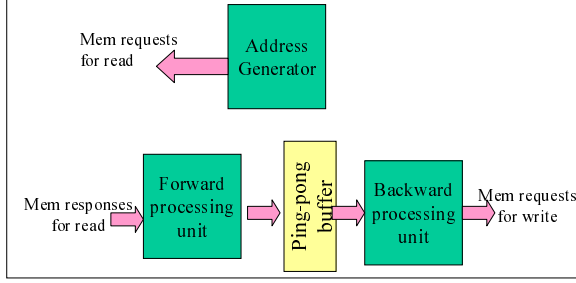 Mem requests
for read
Address
Generator
Mem responses
for read
Forward
processing
unit
Ping-pong
buffer
Backward
processing
unit
Mem requests
for write